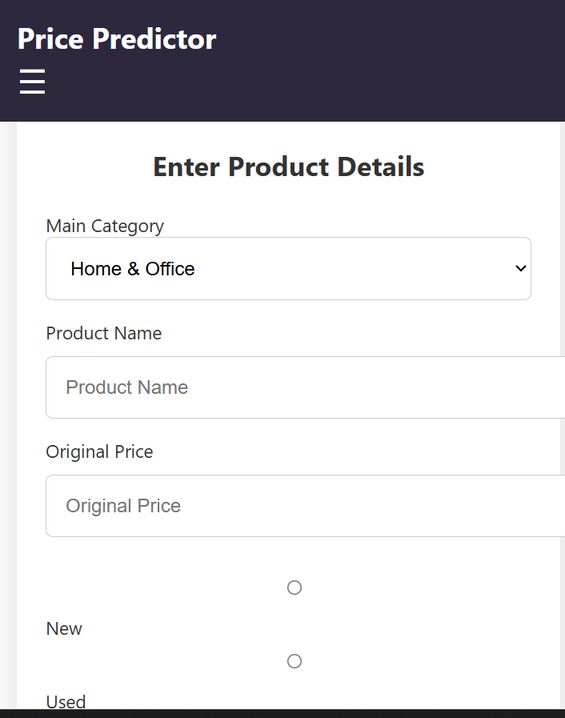 Price Predictor
Enter Product Details
Main Category
Home & Office
Product Name
Product Name
Original Price
Original Price
New
Used